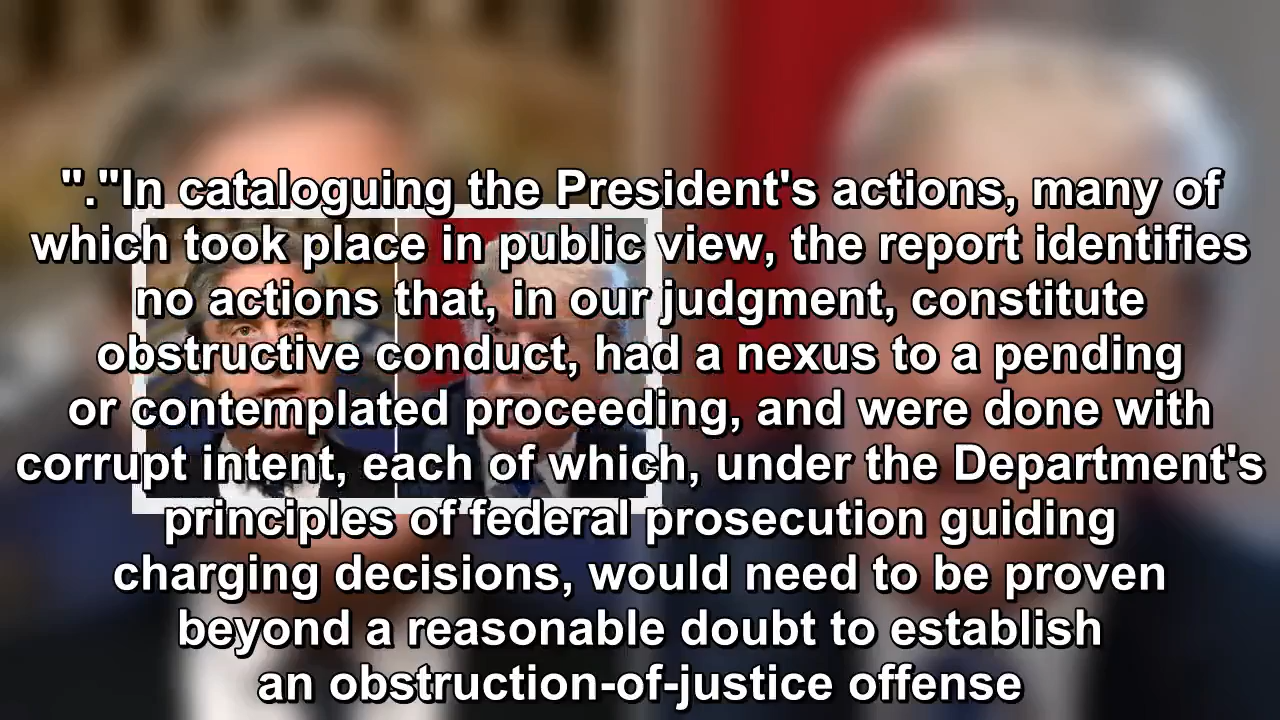 "."In cataloguing the President's actions, many of
which took place in public view, the report identifies
no actions that, in our judgment, constitute
obstructive conduct, had a nexus to a pending
or contemplated proceeding, and were done with
corrupt intent, each of which, under the Department's
principles of federal prosecution guiding
charging decisions, would need to be proven
beyond a reasonable doubt to establish
an obstruction-of-justice offense